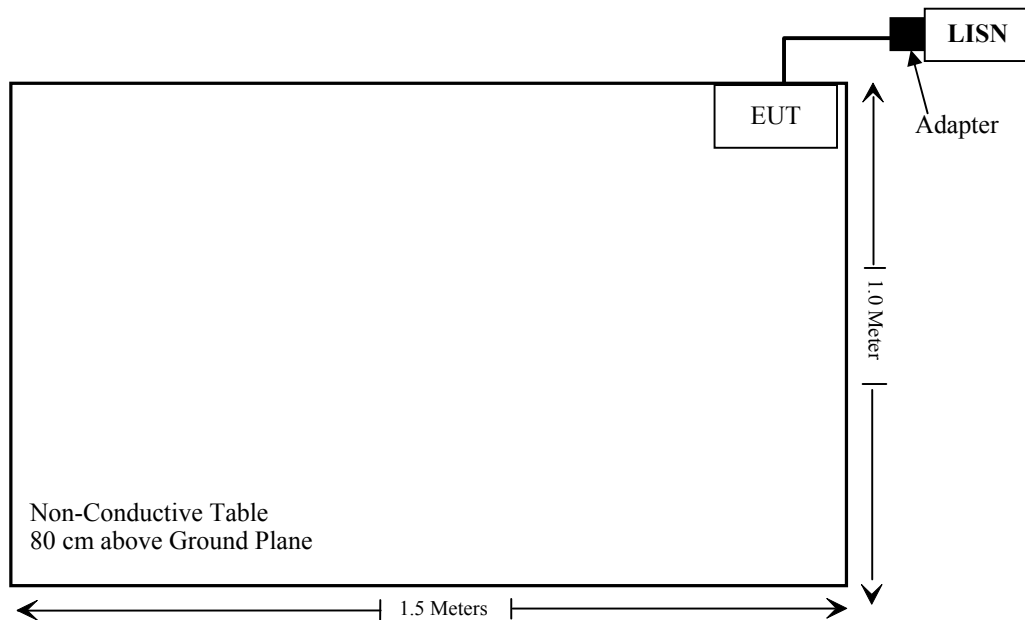 LISN
EUT
Adapter
1.0 Meter
Non-Conductive Table
80 cm above Ground Plane
1.5 Meters